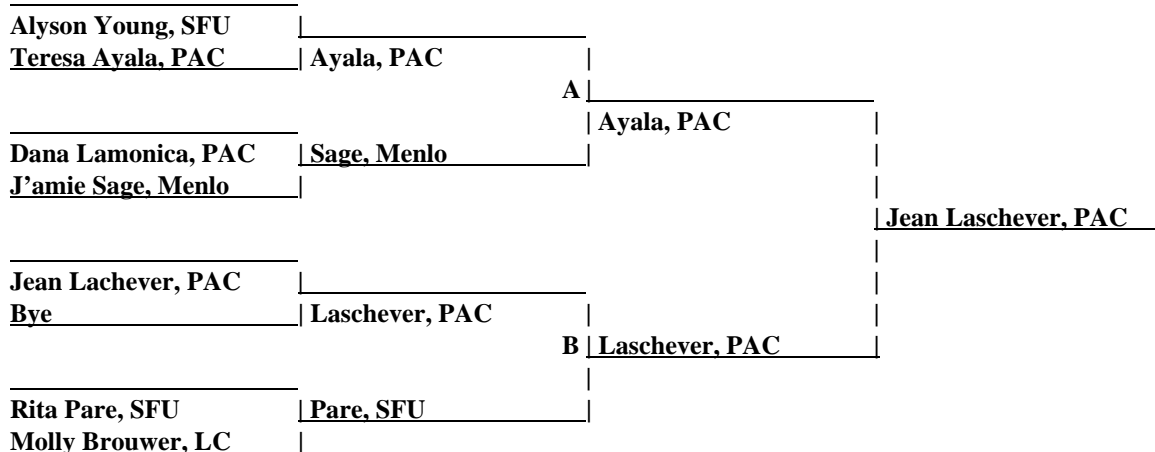 Alyson Young, SFU
Teresa Ayala, PAC
Ayala, PAC
A
Ayala, PAC
Dana Lamonica, PAC
Sage, Menlo
J’amie Sage, Menlo
Jean Laschever, PAC
Jean Lachever, PAC
Bye
Laschever, PAC
B
Laschever, PAC
Rita Pare, SFU
Pare, SFU
Molly Brouwer, LC